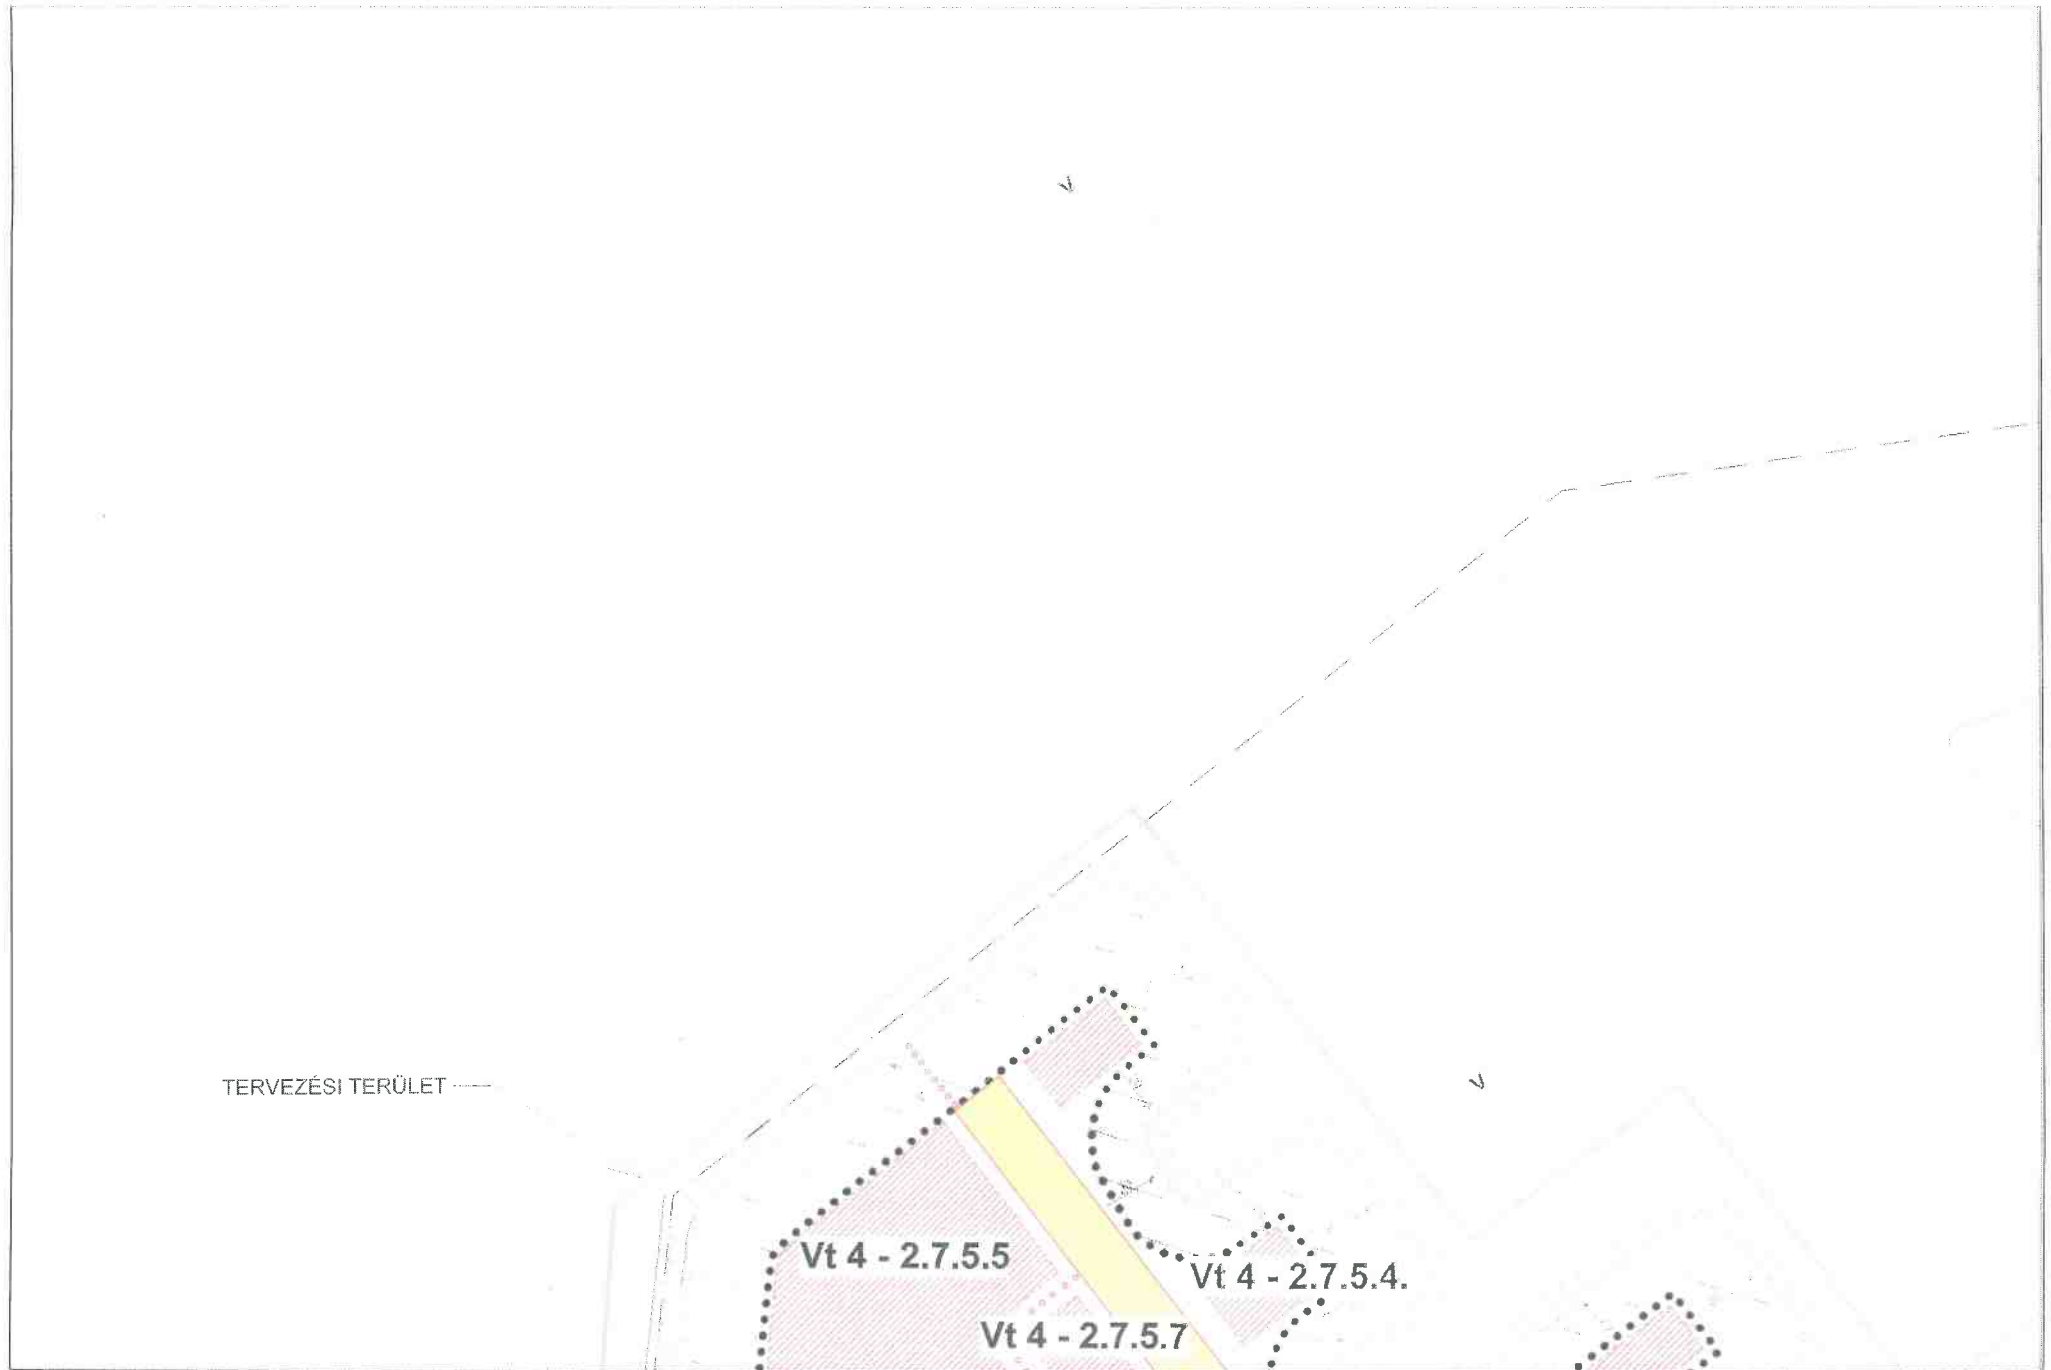 V
TERVEZÉSI TERÜLET
V
Vt 4 - 2.7.5.5
Vt 4 - 2.7.5.4.
Vt 4 - 2.7.5.7